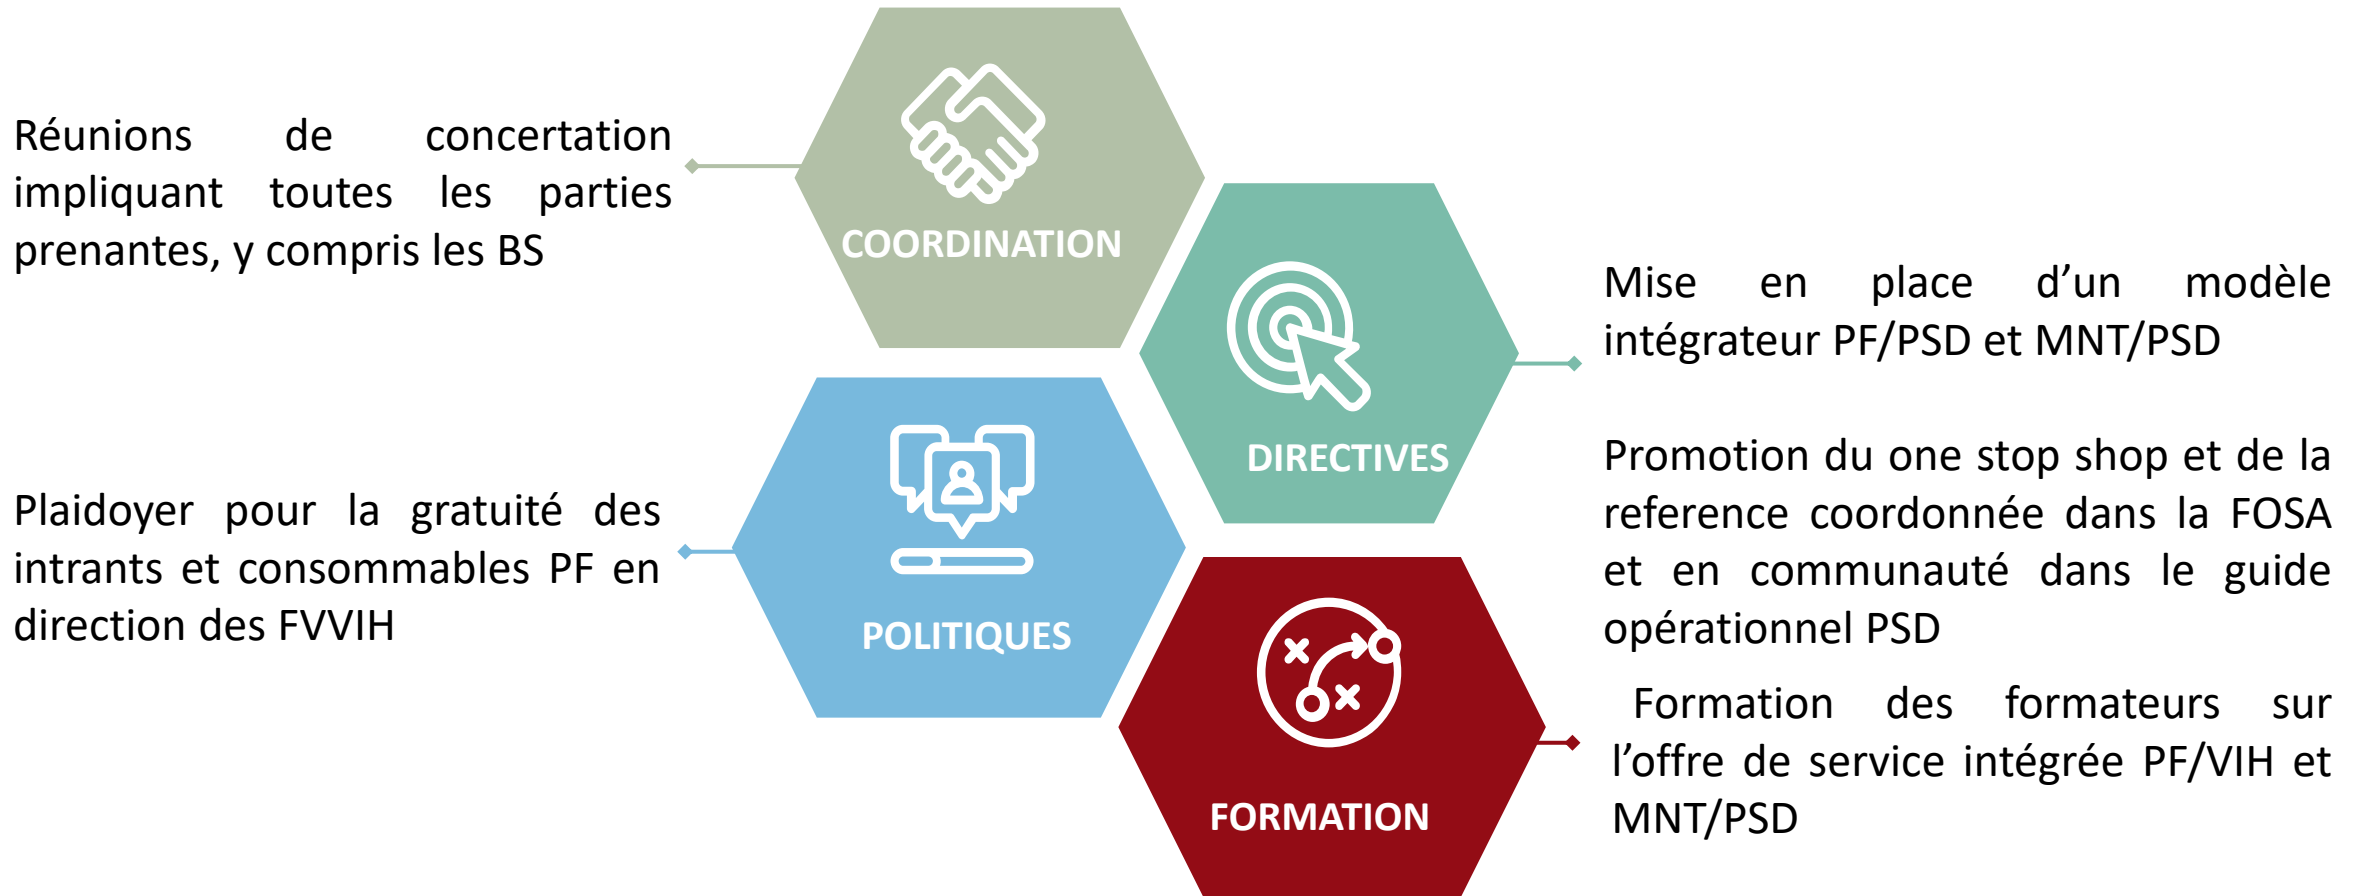 Réunions de concertation
impliquant toutes les parties
prenantes, y compris les BS
COORDINATION
Mise en place d’un modèle
intégrateur PF/PSD et MNT/PSD
DIRECTIVES
Promotion du one stop shop et de la
reference coordonnée dans la FOSA
et en communauté dans le guide
opérationnel PSD
Plaidoyer pour la gratuité des
intrants et consommables PF en
direction des FVVIH
POLITIQUES
Formation des formateurs sur
l’offre de service intégrée PF/VIH et
MNT/PSD
FORMATION